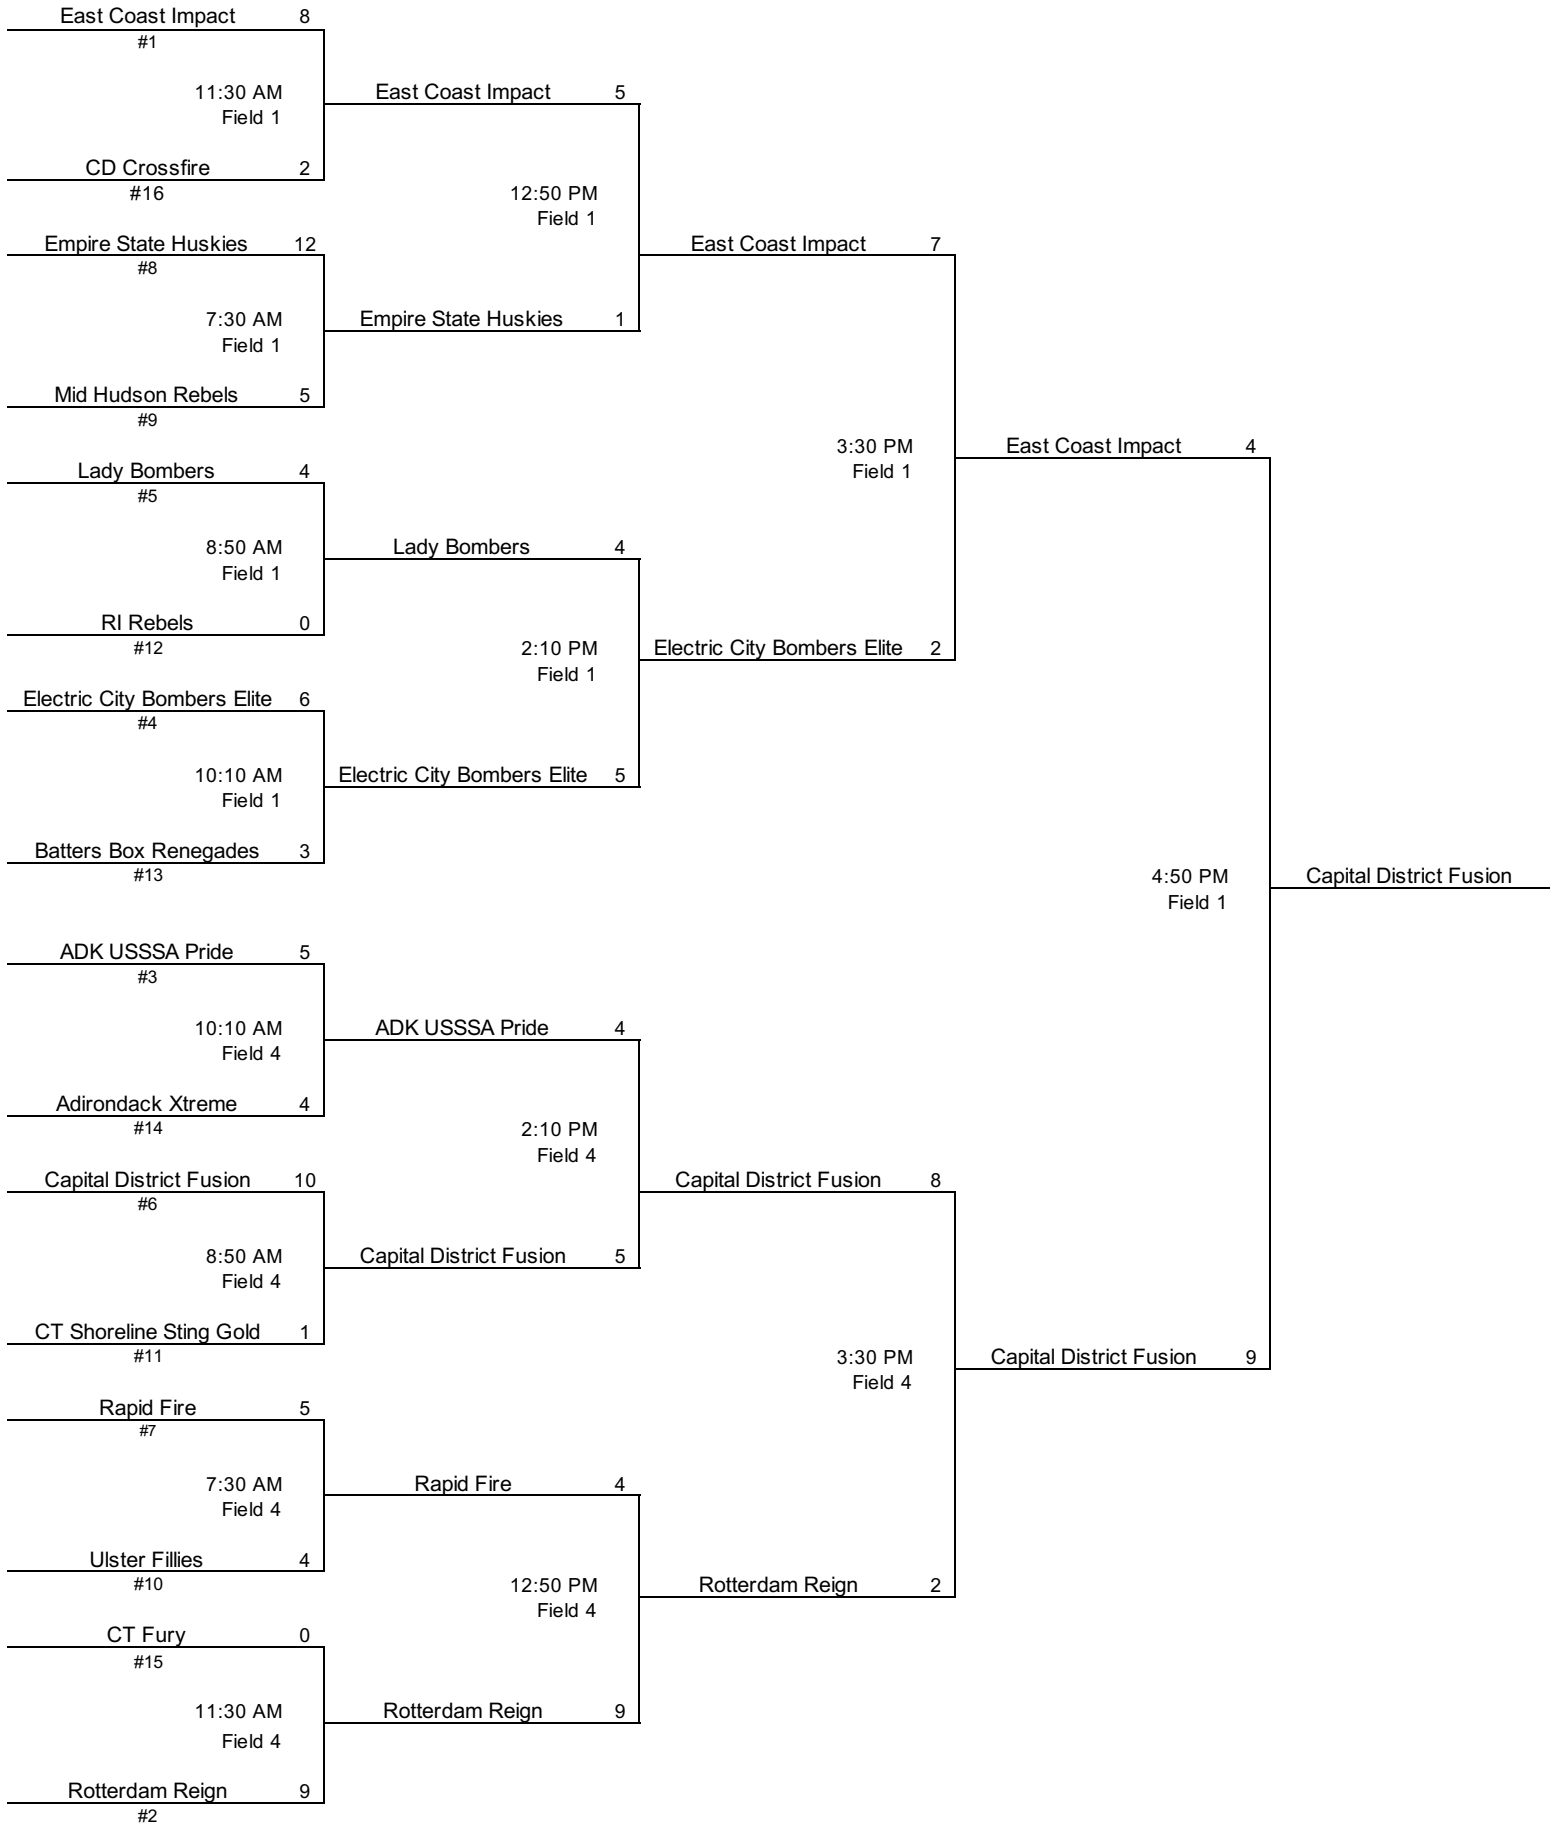 East Coast Impact 8
#1
11:30 AM
Field 1
East Coast Impact 5
CD Crossfire 2
#16
12:50 PM
Field 1
Empire State Huskies 12
#8
East Coast Impact 7
7:30 AM
Field 1
Empire State Huskies 1
Mid Hudson Rebels 5
#9
3:30 PM
Field 1
East Coast Impact 4
Lady Bombers 4
#5
8:50 AM
Field 1
Lady Bombers 4
RI Rebels 0
#12
2:10 PM
Field 1
Electric City Bombers Elite 2
Electric City Bombers Elite 6
#4
10:10 AM
Field 1
Electric City Bombers Elite 5
Batters Box Renegades 3
#13
4:50 PM
Field 1
Capital District Fusion
ADK USSSA Pride 5
#3
10:10 AM
Field 4
ADK USSSA Pride 4
Adirondack Xtreme 4
#14
2:10 PM
Field 4
Capital District Fusion 10
#6
Capital District Fusion 8
8:50 AM
Field 4
Capital District Fusion 5
CT Shoreline Sting Gold 1
#11
3:30 PM
Field 4
Capital District Fusion 9
Rapid Fire 5
#7
7:30 AM
Field 4
Rapid Fire 4
Ulster Fillies 4
#10
12:50 PM
Field 4
Rotterdam Reign 2
CT Fury 0
#15
11:30 AM
Field 4
Rotterdam Reign 9
Rotterdam Reign 9
#2